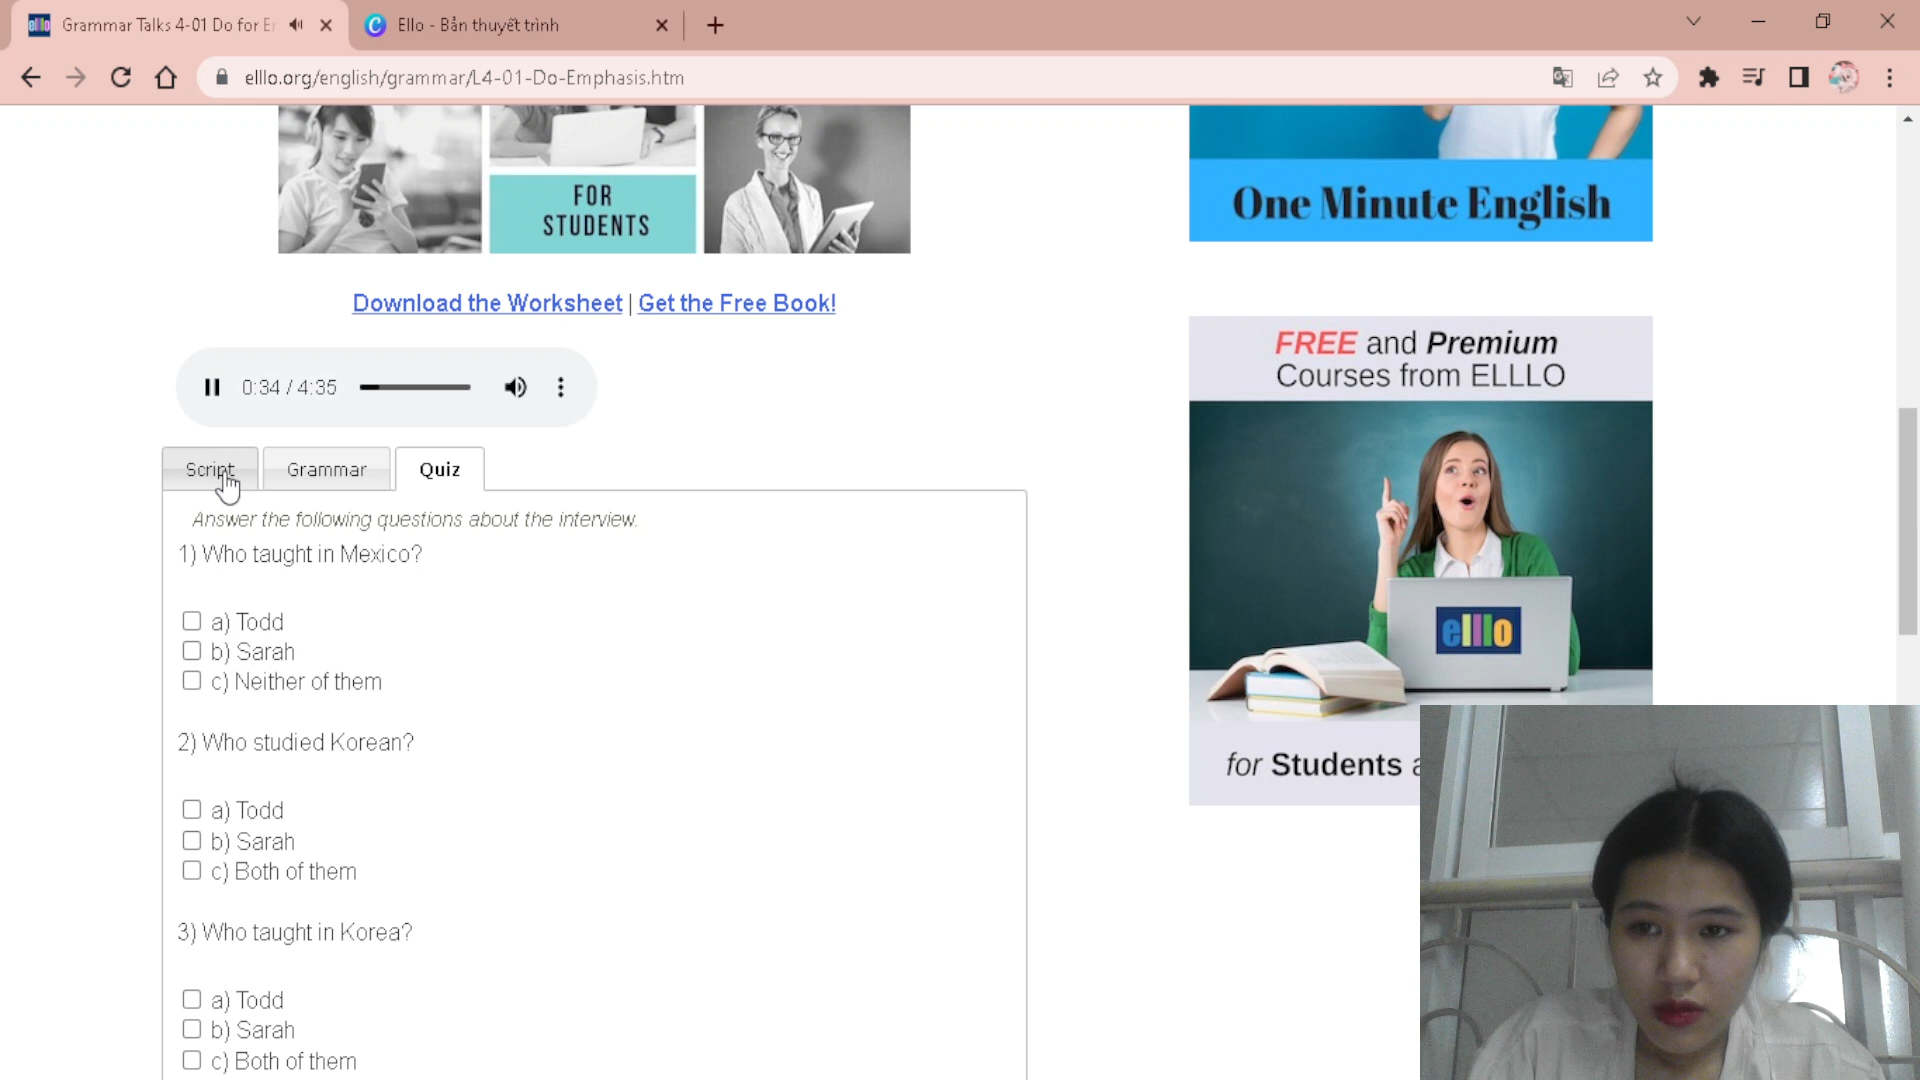 elllo Grammar Talks 4-01 Do for Er
Ello - Bản thuyết trình
elllo.org/english/grammar/L4-01-Do-Emphasis.htm
FOR
STUDENTS
One Minute English
Download the Worksheet | Get the Free Book!
FREE and Premium
Courses from ELLLO
0:34 / 4:35
Script Grammar Quiz
Answer the following questions about the interview.
1) Who taught in Mexico?
a) Todd
b) Sarah
c) Neither of them
elllo
2) Who studied Korean?
for Students a
a) Todd
b) Sarah
c) Both of them
3) Who taught in Korea?
a) Todd
b) Sarah
c) Both of them